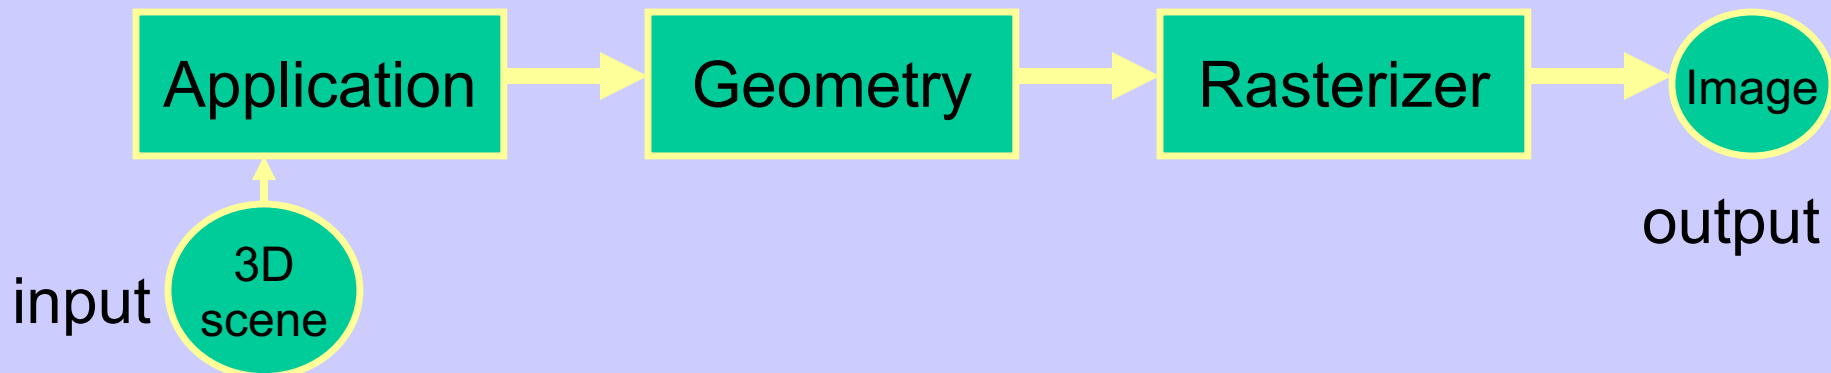 Application
Geometry
Rasterizer
Image
output
input
3D
scene